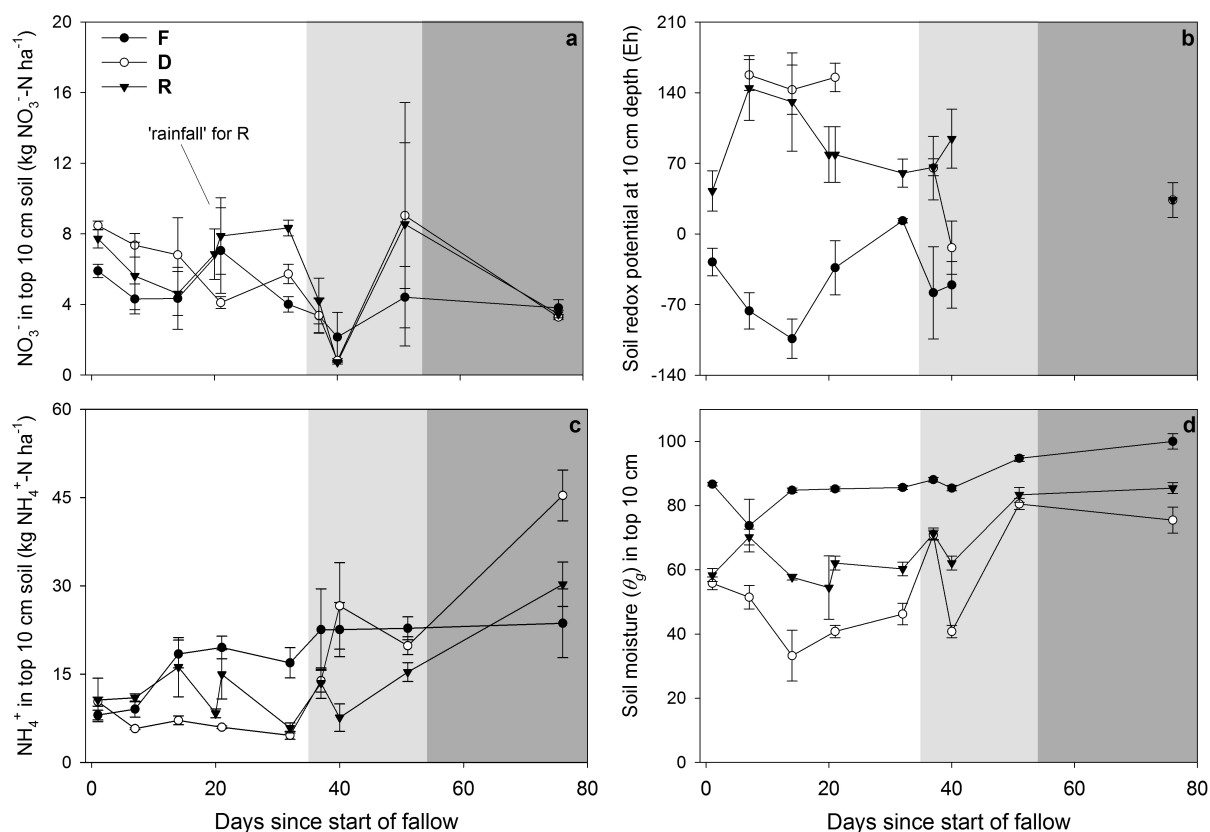 NO₃⁻ in top 10 cm soil (kg NO₃⁻-N ha⁻¹)
20
16
12
8
4
0
F
D
R
'rainfall' for R
a
Soil redox potential at 10 cm depth (Eh)
210
140
70
0
-70
-140
b
NH₄⁺ in top 10 cm soil (kg NH₄⁺-N ha⁻¹)
60
45
30
15
0
c
0 20 40 60 80
Days since start of fallow
Soil moisture (θg) in top 10 cm
100
80
60
40
20
0
d
0 20 40 60 80
Days since start of fallow